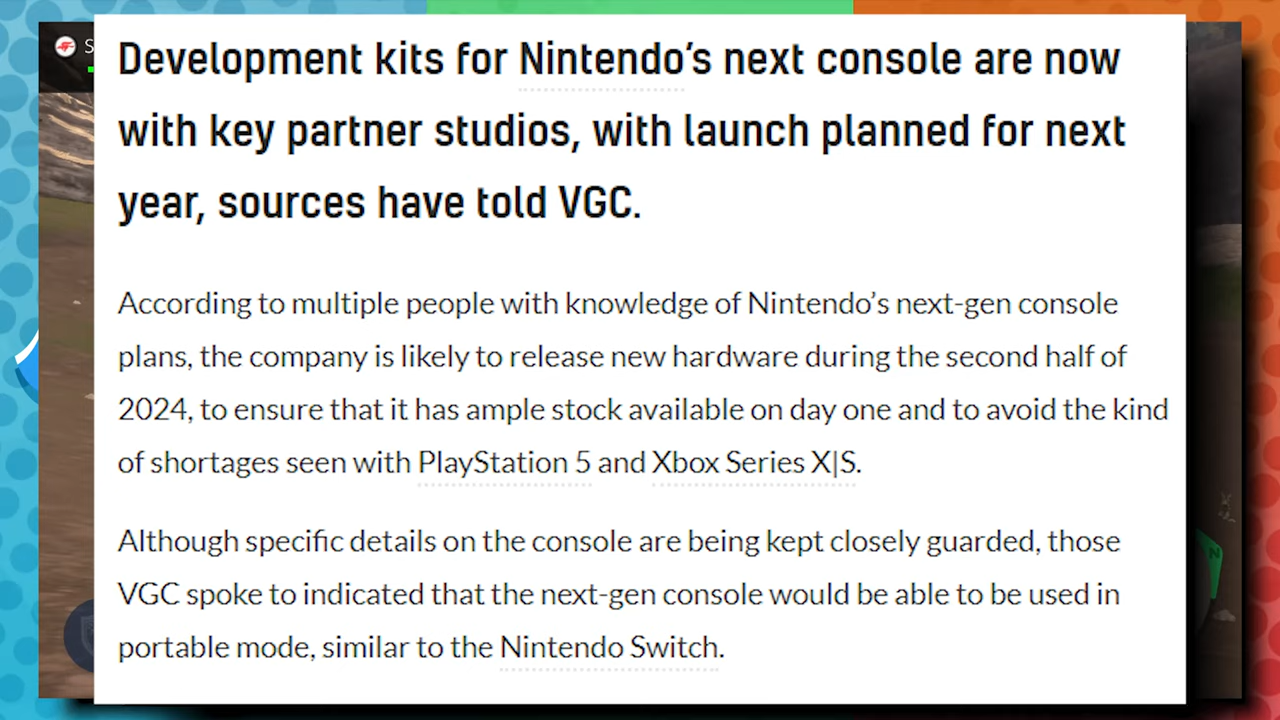 S
Development kits for Nintendo’s next console are now
with key partner studios, with launch planned for next
year, sources have told VGC.
According to multiple people with knowledge of Nintendo’s next-gen console
plans, the company is likely to release new hardware during the second half of
2024, to ensure that it has ample stock available on day one and to avoid the kind
of shortages seen with PlayStation 5 and Xbox Series X|S.
Although specific details on the console are being kept closely guarded, those
VGC spoke to indicated that the next-gen console would be able to be used in
portable mode, similar to the Nintendo Switch.
N